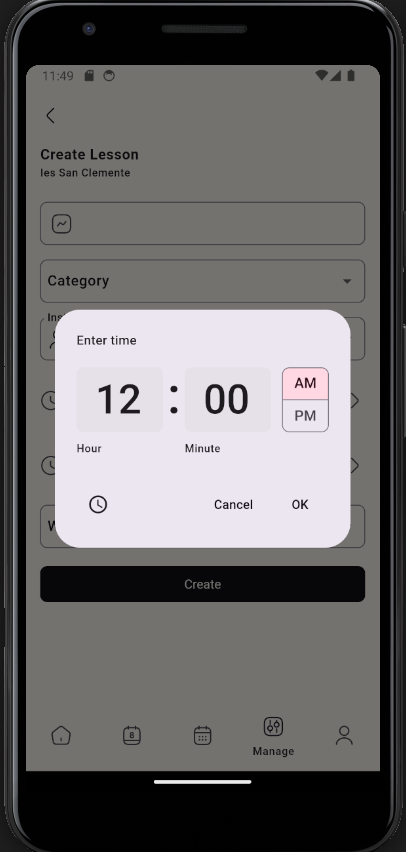 11:49
Create Lesson
Ies San Clemente
Category
Ins
Enter time
12 : 00
AM
PM
Hour Minute
Cancel OK
W
Create
8
Manage